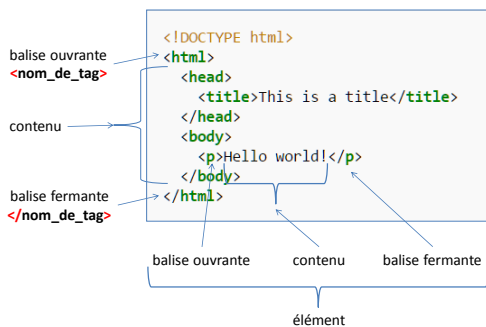 <!DOCTYPE html>
balise ouvrante
<nom_de_tag>
<html>
<head>
<title>This is a title</title>
contenu
</head>
<body>
<p>Hello world!</p>
</body>
balise fermante
</nom_de_tag>
</html>
balise ouvrante contenu balise fermante
élément